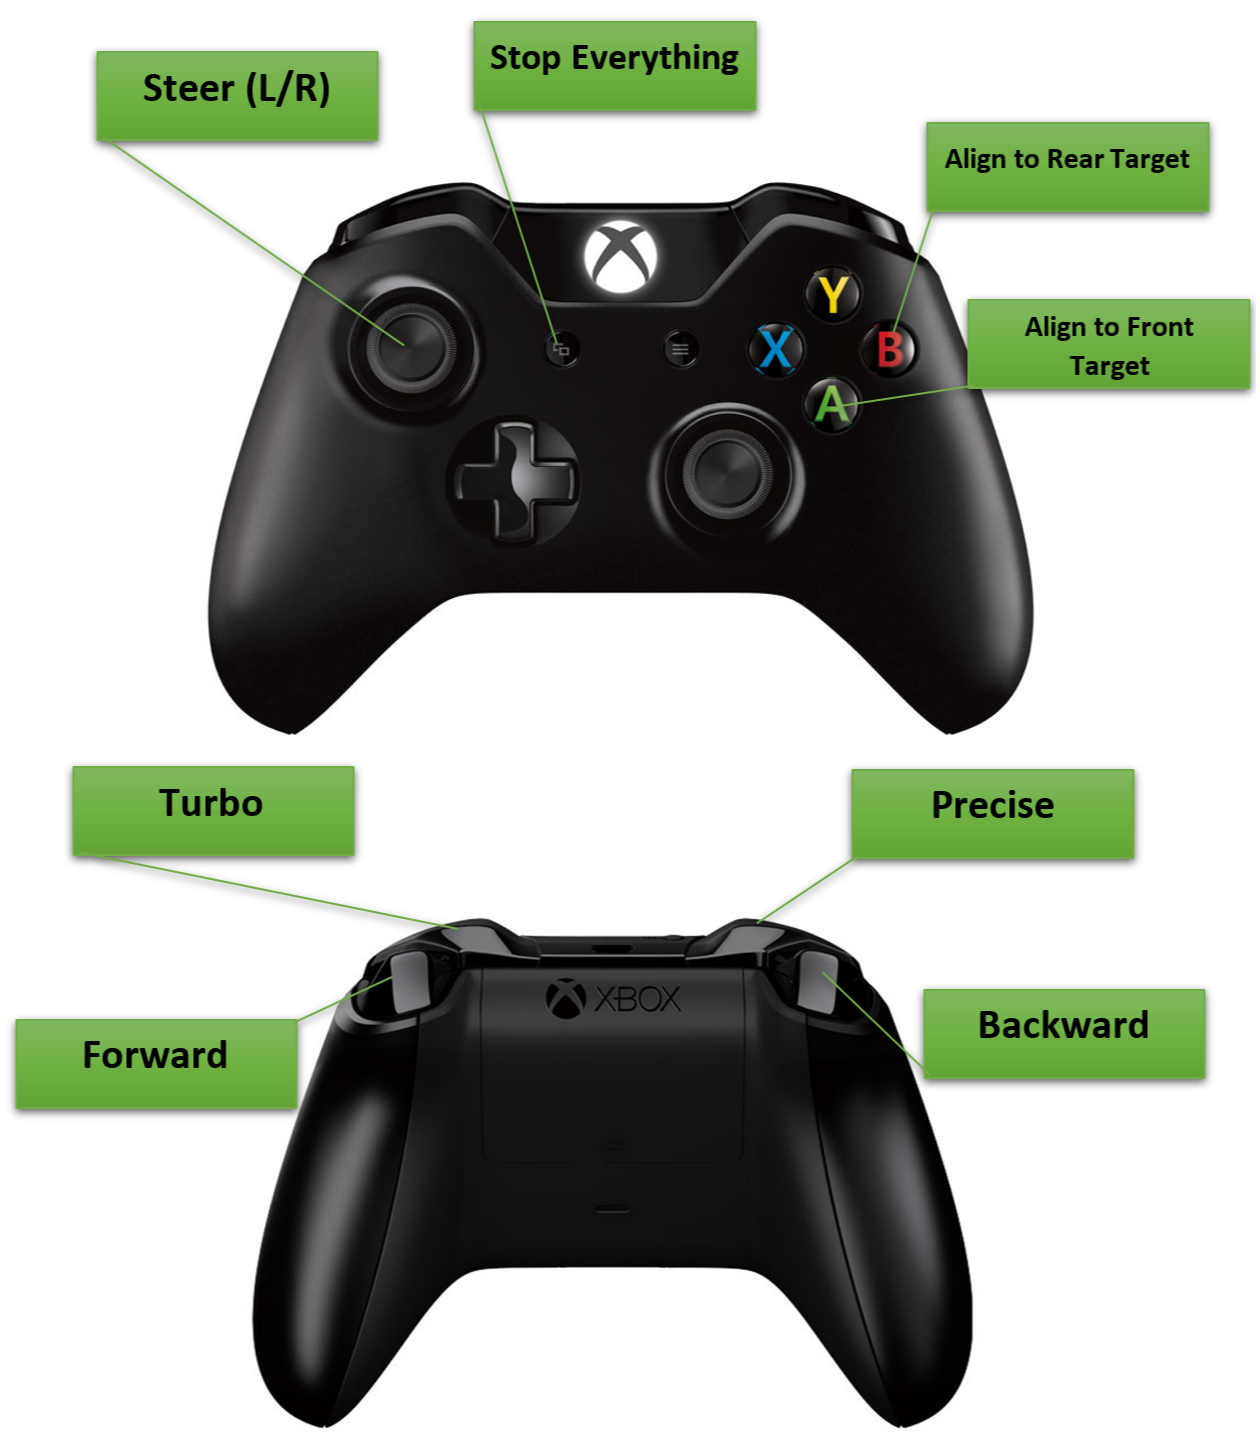 Stop Everything
Steer (L/R)
Align to Rear Target
Y
Align to Front
Target
X
B
A
Turbo
Precise
XBOX
Backward
Forward